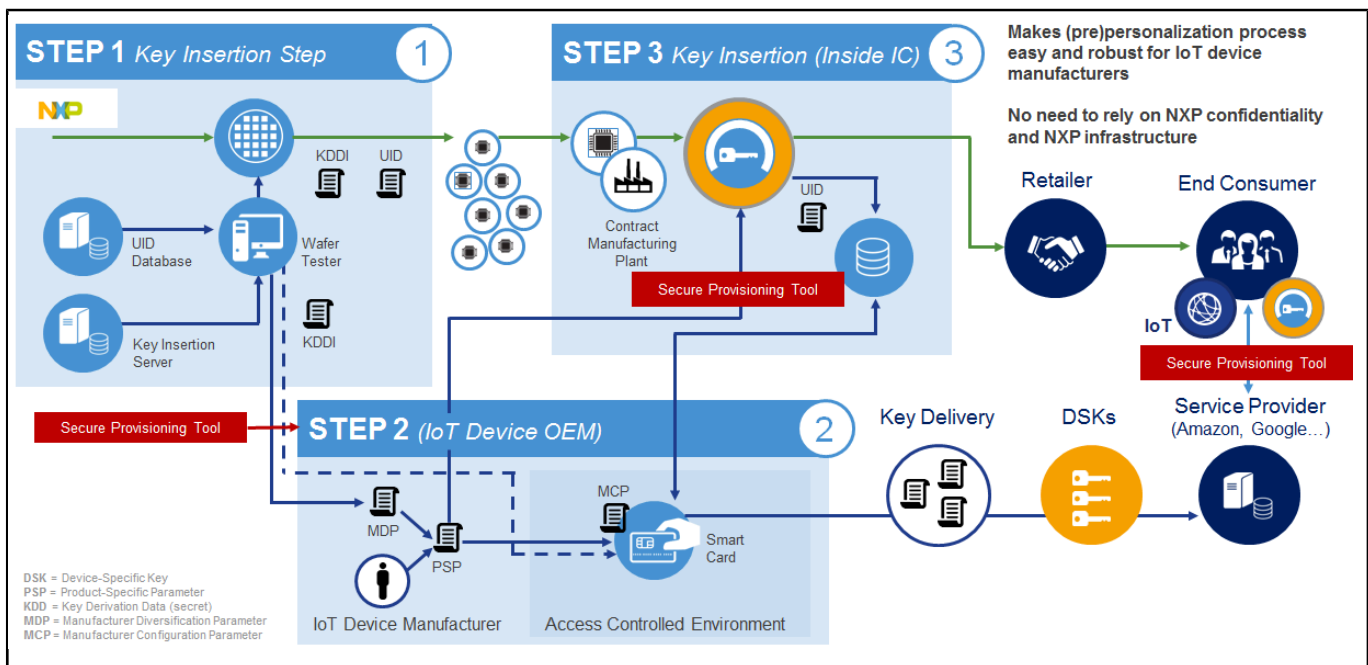 STEP 1 Key Insertion Step
1
NXP
KDDI
UID
UID
Database
Wafer
Tester
KDDI
Key Insertion
Server
STEP 3 Key Insertion (Inside IC)
3
Contract
Manufacturing
Plant
UID
Secure Provisioning Tool
Makes (pre)personalization process
easy and robust for IoT device
manufacturers
No need to rely on NXP confidentiality
and NXP infrastructure
Retailer
End Consumer
IoT
Secure Provisioning Tool
Secure Provisioning Tool
STEP 2 (IoT Device OEM)
2
MDP
PSP
MCP
Smart
Card
IoT Device Manufacturer
Access Controlled Environment
Key Delivery
DSKs
Service Provider
(Amazon, Google...)
DSK = Device-Specific Key
PSP = Product-Specific Parameter
KDD = Key Derivation Data (secret)
MDP = Manufacturer Diversification Parameter
MCP = Manufacturer Configuration Parameter